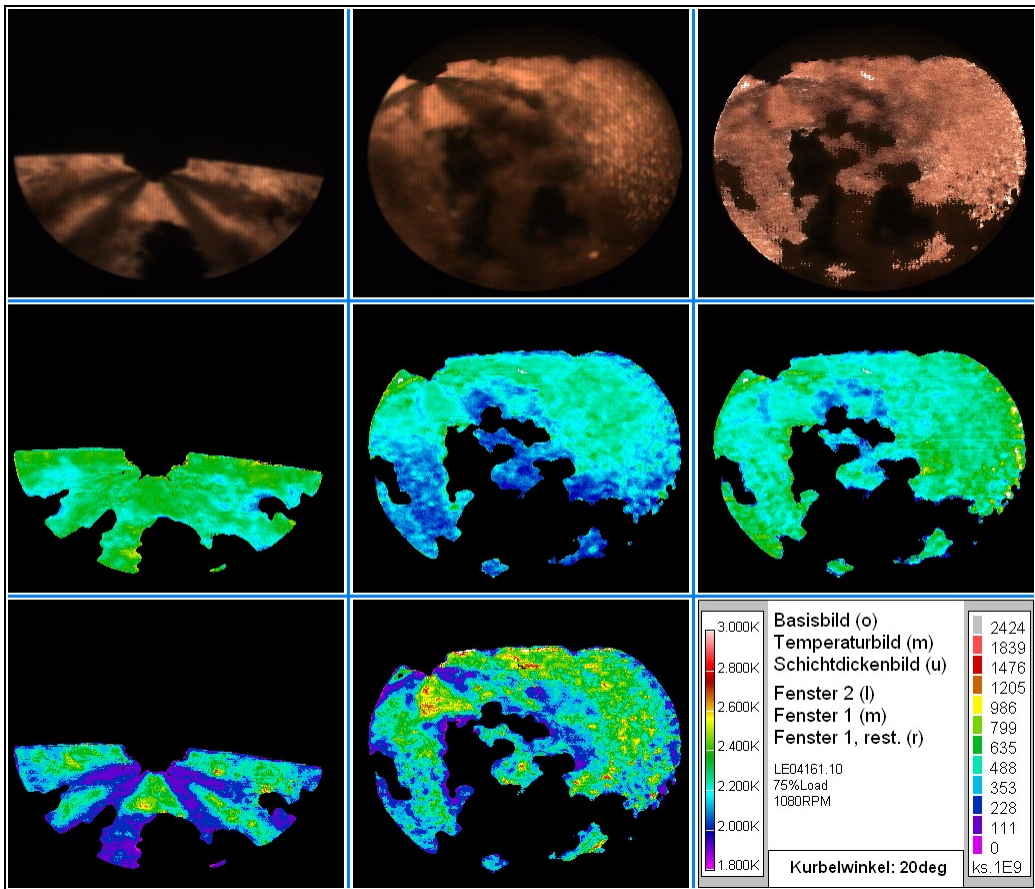 3.000K
2.800K
2.600K
2.400K
2.200K
2.000K
1.800K
Basisbild (o)
Temperaturbild (m)
Schichtdickenbild (u)
Fenster 2 (l)
Fenster 1 (m)
Fenster 1, rest. (r)
LE04161.10
75%Load
1080RPM
Kurbelwinkel: 20deg
2424
1839
1476
1205
986
799
635
488
353
228
111
0
ks.1E9